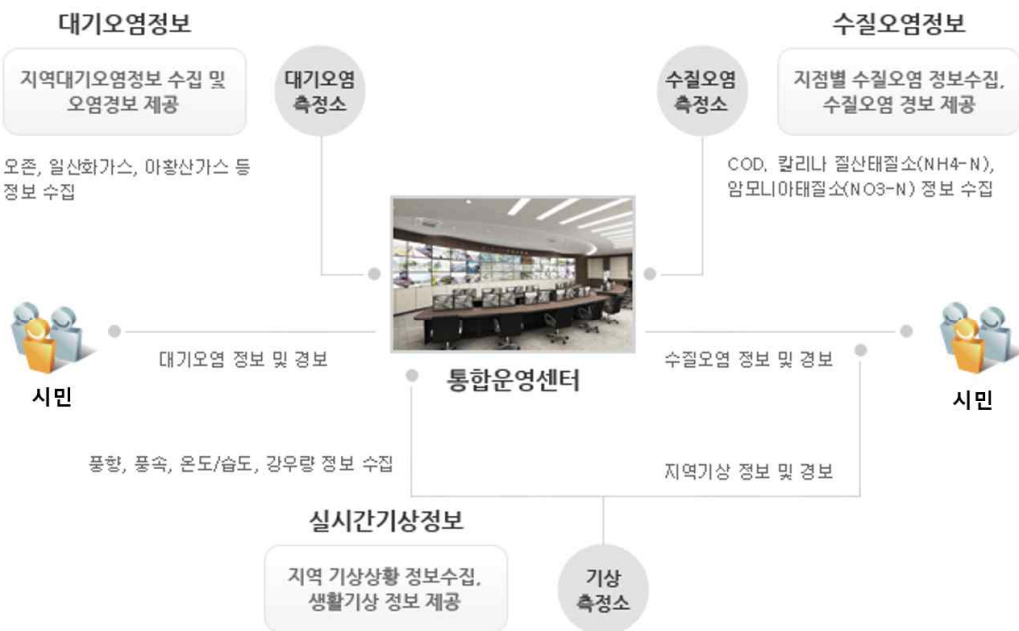 대기오염정보
지역대기오염정보 수집 및
오염경보 제공
대기오염
측정소
오존, 일산화가스, 아황산가스 등
정보 수집
수질오염정보
수질오염
측정소
지점별 수질오염 정보수집,
수질오염 경보 제공
COD, 칼리나 질산태질소(NH4-N),
암모니아태질소(NO3-N) 정보 수집
시민
대기오염 정보 및 경보
통합운영센터
수질오염 정보 및 경보
시민
풍향, 풍속, 온도/습도, 강우량 정보 수집
지역기상 정보 및 경보
실시간기상정보
지역 기상상황 정보수집,
생활기상 정보 제공
기상
측정소